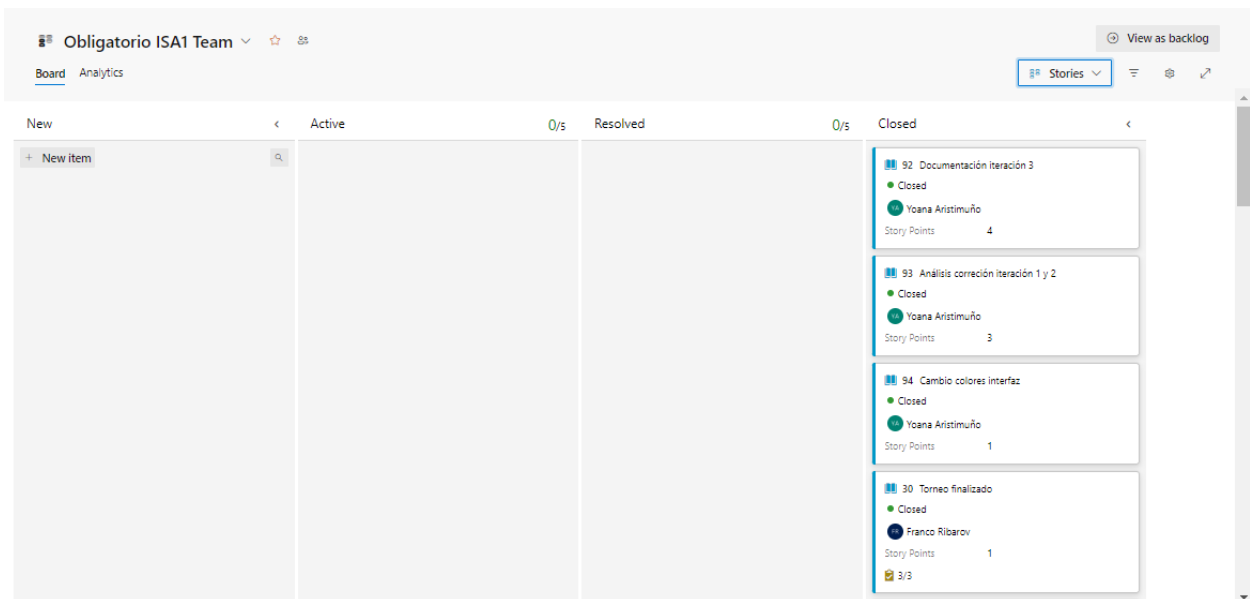 Obligatorio ISA1 Team
View as backlog
Board Analytics
Stories
New
Active 0/5
Resolved 0/5
Closed
+ New item
92 Documentación iteración 3
Closed
YA Yoana Aristimuño
Story Points 4
93 Análisis correción iteración 1 y 2
Closed
YA Yoana Aristimuño
Story Points 3
94 Cambio colores interfaz
Closed
YA Yoana Aristimuño
Story Points 1
30 Torneo finalizado
Closed
FR Franco Ribarov
Story Points 1
3/3